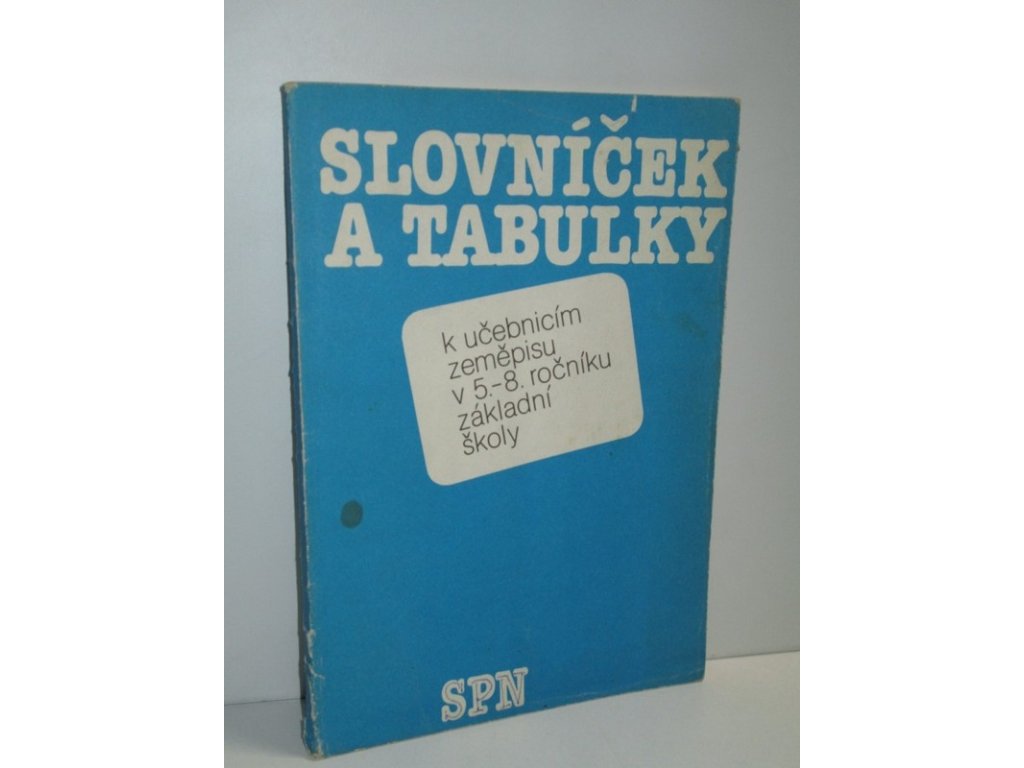 SLOVNÍČEK
A TABULKY
k učebnicím
zeměpisu
v 5.-8. ročníku
základní
školy
SPN